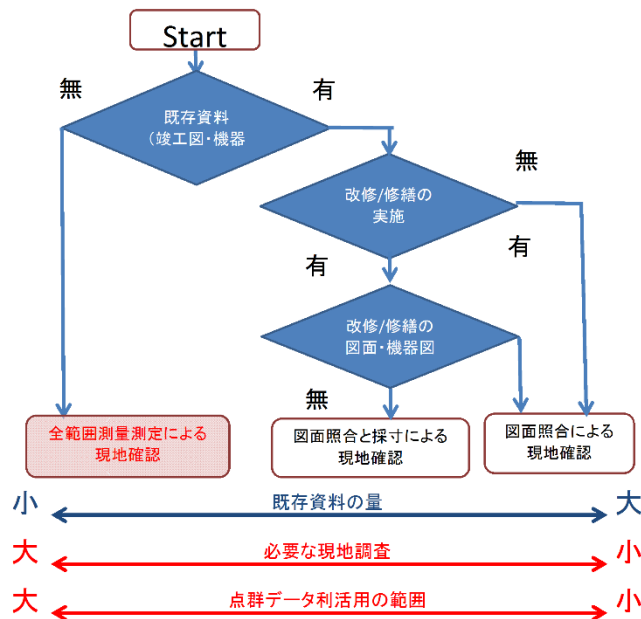 Start
無
有
既存資料
(竣工図・機器
無
改修/修繕の
実施
有
有
改修/修繕の
図面・機器図
無
全範囲測量測定による
現地確認
図面照合と採寸による
現地確認
図面照合による
現地確認
小
既存資料の量
大
大
必要な現地調査
小
大
点群データ利活用の範囲
小